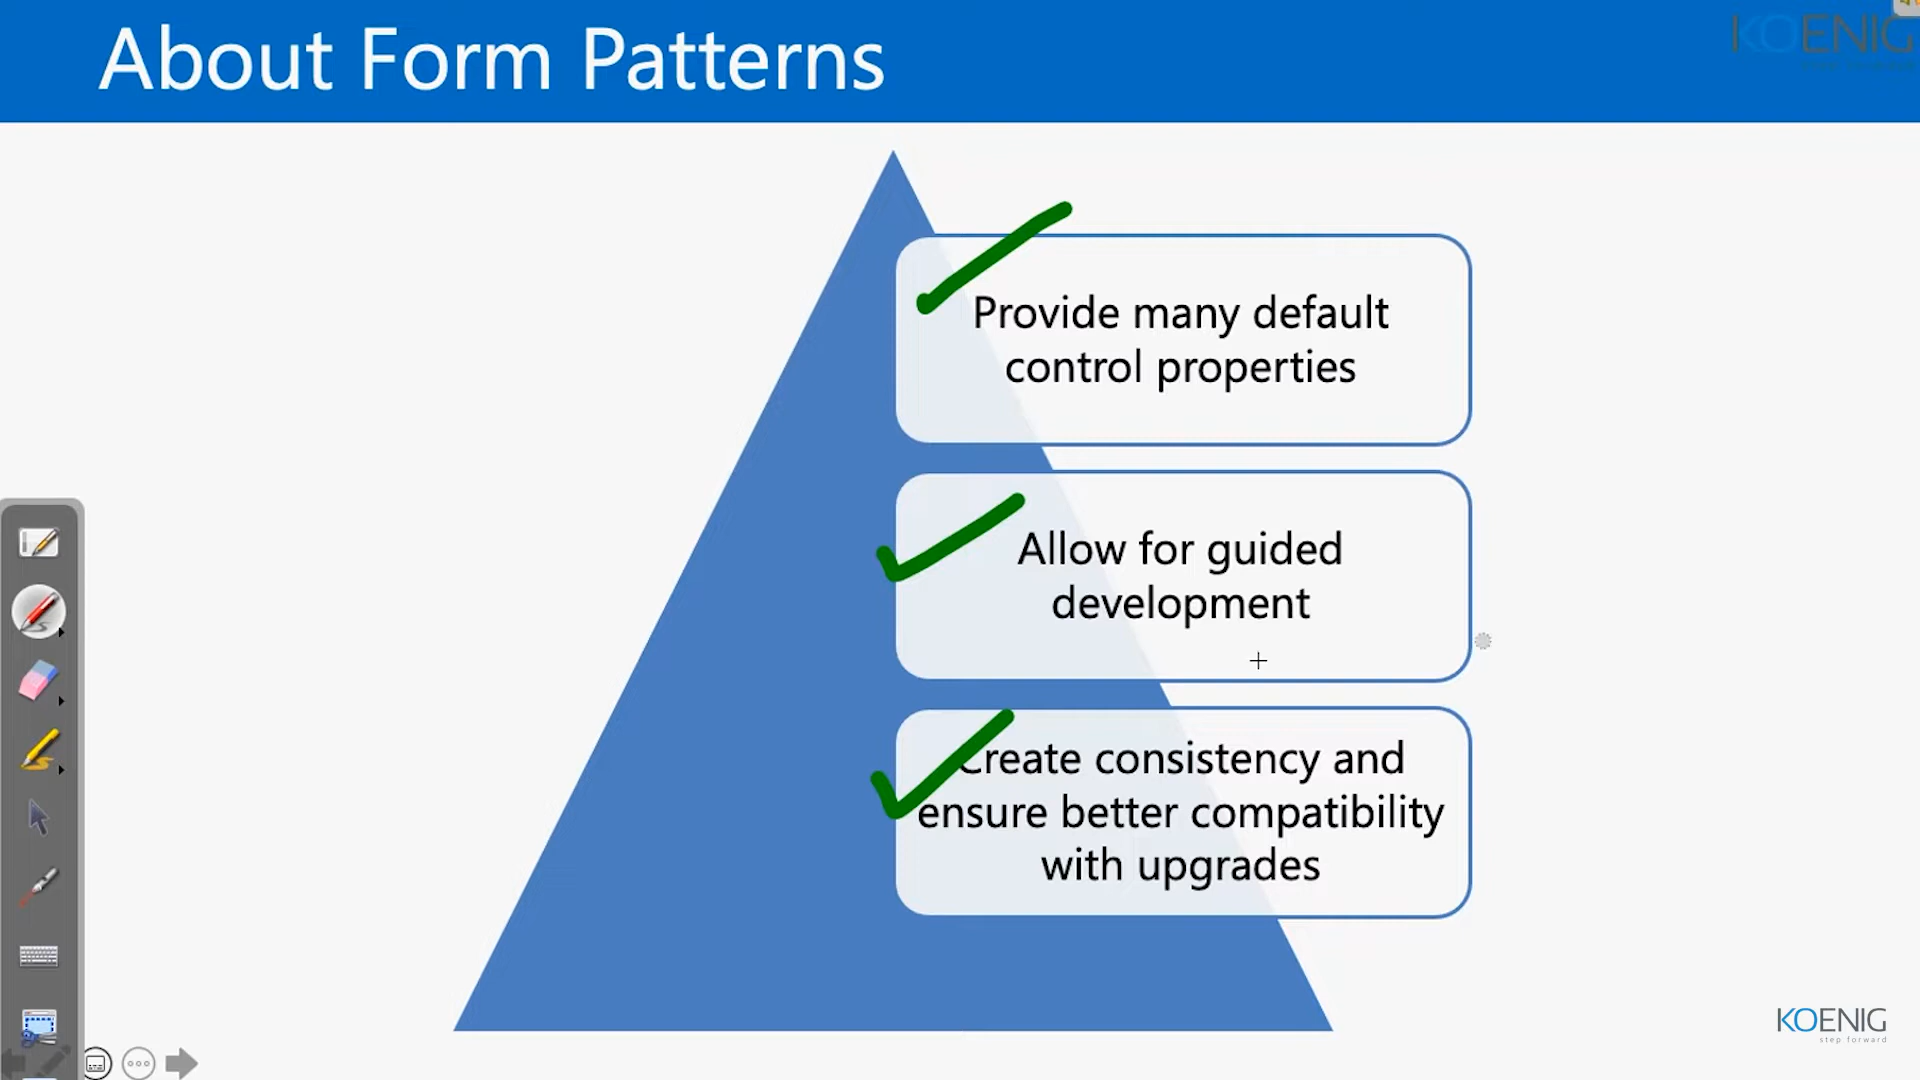 About Form Patterns
KOENIG
Provide many default
control properties
Allow for guided
development
Create consistency and
ensure better compatibility
with upgrades
KOENIG
step forward